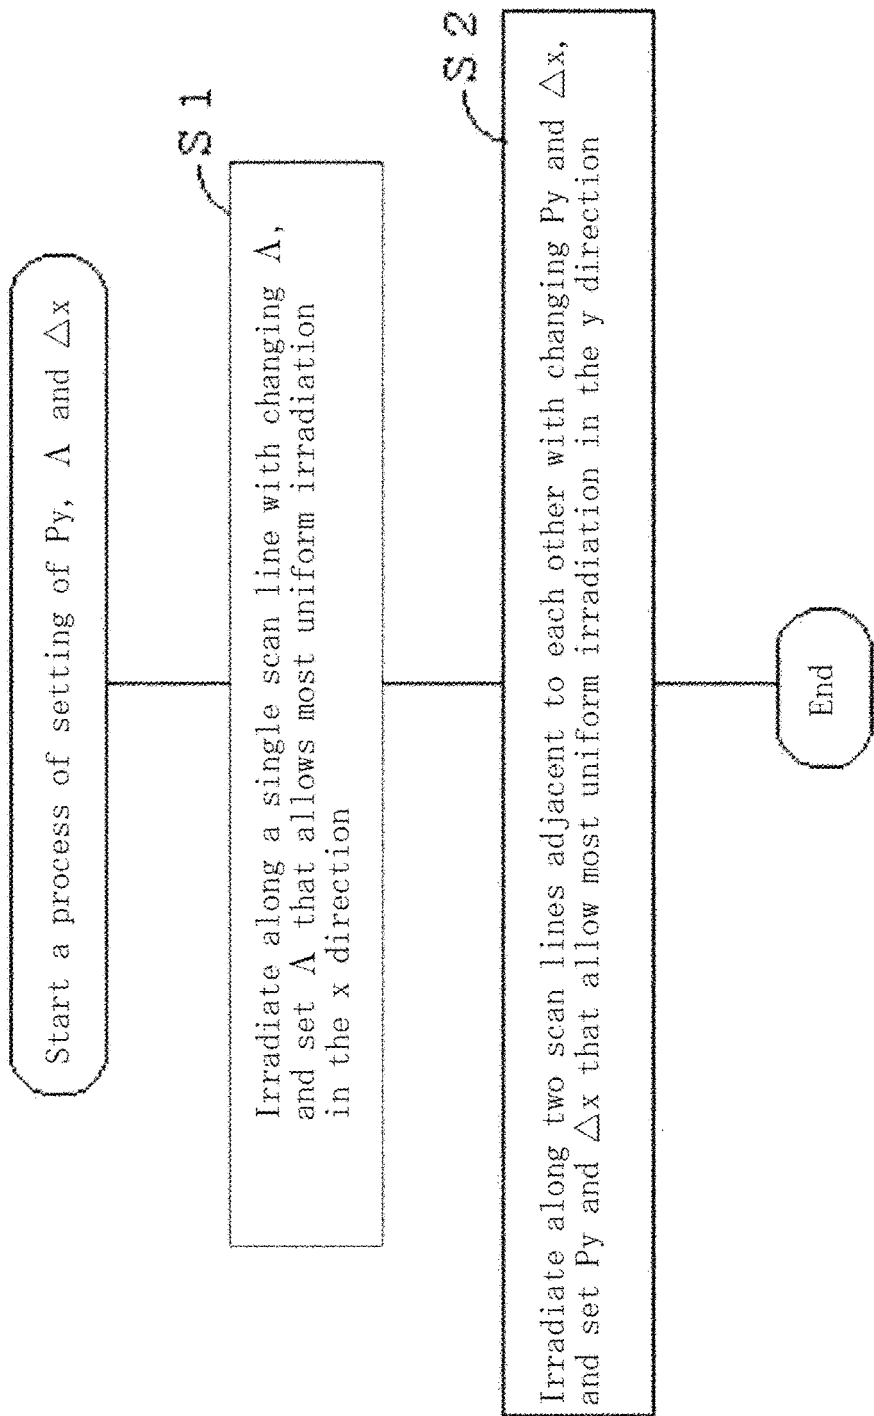 Start a process of setting of Py, Λ and △x
S 1
Irradiate along a single scan line with changing Λ,
and set Λ that allows most uniform irradiation
in the x direction
S 2
Irradiate along two scan lines adjacent to each other with changing Py and △x,
and set Py and △x that allow most uniform irradiation in the y direction
End